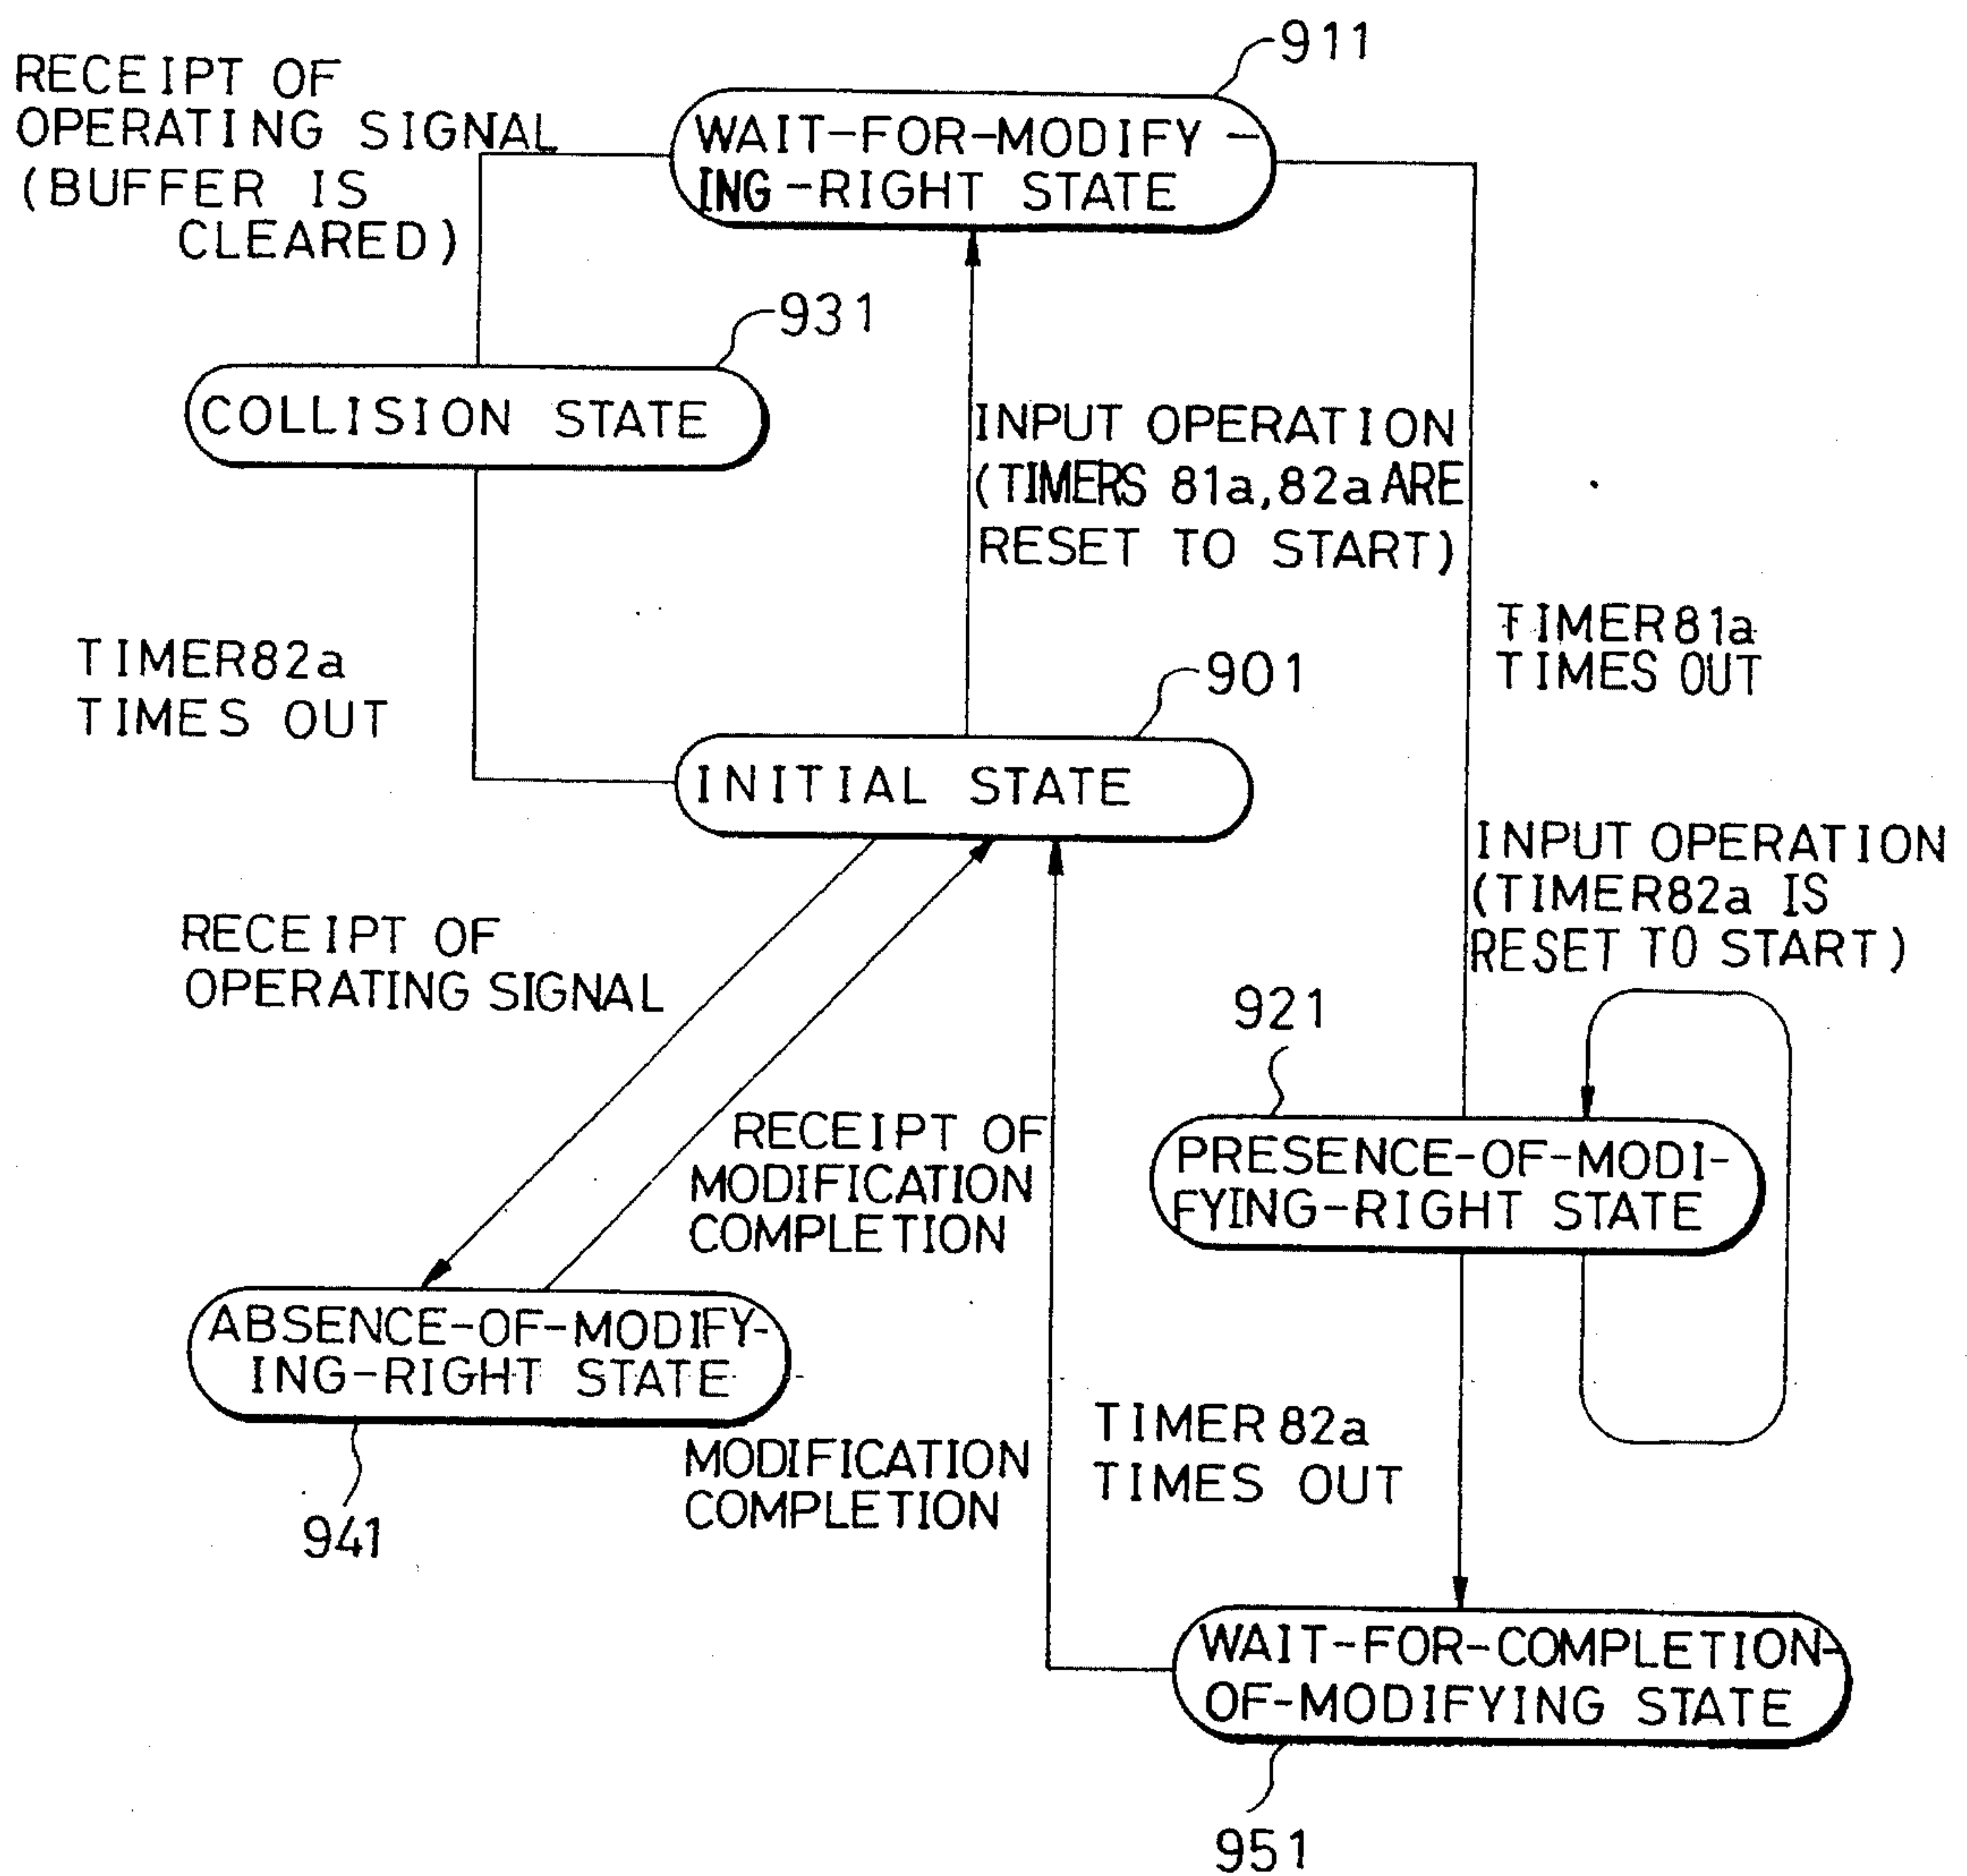 911
RECEIPT OF
OPERATING SIGNAL
(BUFFER IS
CLEARED)
WAIT-FOR-MODIFY-
ING-RIGHT STATE
931
COLLISION STATE
INPUT OPERATION
(TIMERS 81a,82a ARE
RESET TO START)
TIMER82a
TIMES OUT
TIMER81a
TIMES OUT
901
INITIAL STATE
INPUT OPERATION
(TIMER82a IS
RESET TO START)
RECEIPT OF
OPERATING SIGNAL
921
RECEIPT OF
MODIFICATION
COMPLETION
PRESENCE-OF-MODI-
FYING-RIGHT STATE
ABSENCE-OF-MODIFY-
ING-RIGHT STATE
941
MODIFICATION
COMPLETION
TIMER 82a
TIMES OUT
WAIT-FOR-COMPLETION-
OF-MODIFYING STATE
951